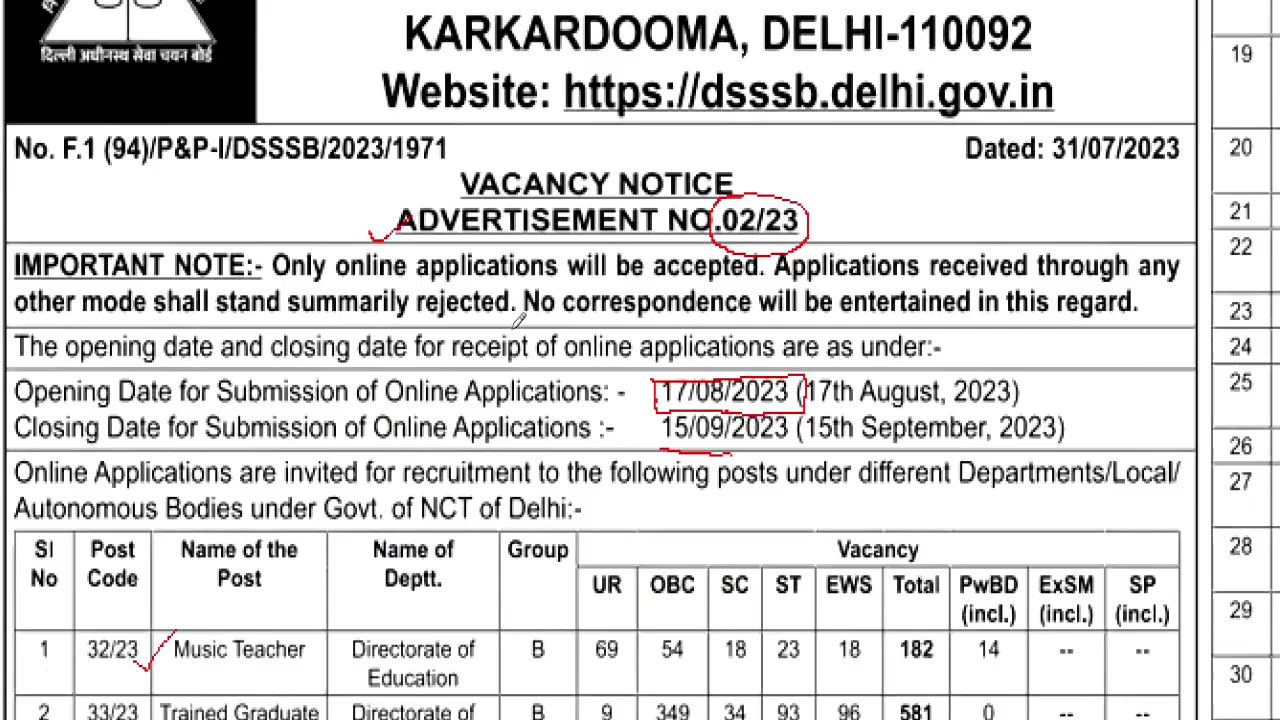 दिल्ली अधीनस्थ सेवा चयन बोर्ड
KARKARDOOMA, DELHI-110092
Website: https://dsssb.delhi.gov.in
No. F.1 (94)/P&P-I/DSSSB/2023/1971 Dated: 31/07/2023
VACANCY NOTICE
ADVERTISEMENT NO.02/23
IMPORTANT NOTE:- Only online applications will be accepted. Applications received through any
other mode shall stand summarily rejected. No correspondence will be entertained in this regard.
The opening date and closing date for receipt of online applications are as under:-
Opening Date for Submission of Online Applications: - 17/08/2023 (17th August, 2023)
Closing Date for Submission of Online Applications :- 15/09/2023 (15th September, 2023)
Online Applications are invited for recruitment to the following posts under different Departments/Local/
Autonomous Bodies under Govt. of NCT of Delhi:-
Sl No Post Code Name of the Post Name of Deptt. Group Vacancy
UR OBC SC ST EWS Total PwBD (incl.) ExSM (incl.) SP (incl.)
1 32/23 Music Teacher Directorate of Education B 69 54 18 23 18 182 14 -- --
2 33/23 Trained Graduate Directorate of B 9 349 34 93 96 581 0 -- --
19
20
21
22
23
24
25
26
27
28
29
30